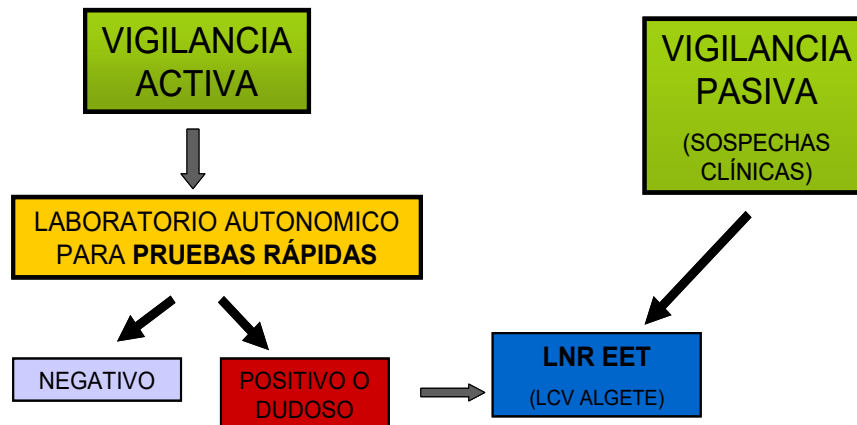 VIGILANCIA
ACTIVA
VIGILANCIA
PASIVA
(SOSPECHAS
CLÍNICAS)
LABORATORIO AUTONOMICO
PARA PRUEBAS RÁPIDAS
NEGATIVO
POSITIVO O
DUDOSO
LNR EET
(LCV ALGETE)